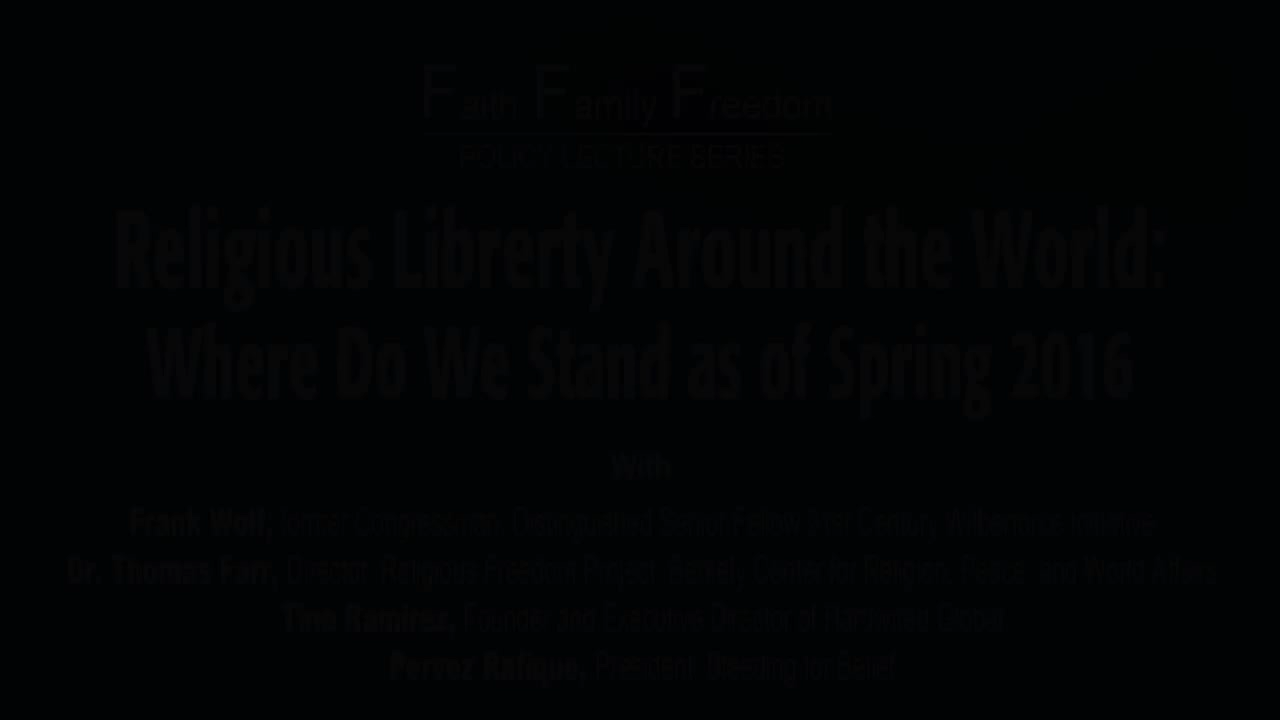 Faith Family Freedom
POLICY LECTURE SERIES
Religious Librerty Around the World:
Where Do We Stand as of Spring 2016
With
Frank Wolf, former Congressman, Distinguished Senior Fellow 21st Century Wilberforce Initiative
Dr. Thomas Farr, Director, Religious Freedom Project, Berkely Center for Religion, Peace, and World Affairs
Tina Ramirez, Founder and Executive Director of Hardwired Global
Pervez Rafique, President, Bleeding for Belief